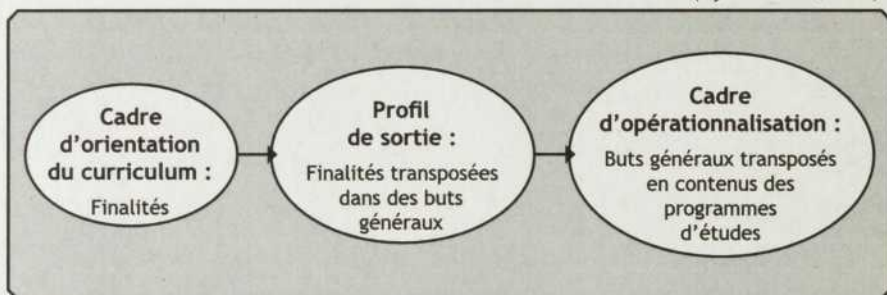 Cadre
d'orientation
du curriculum :
Finalités
Profil
de sortie :
Finalités transposées
dans des buts
généraux
Cadre
d'opérationnalisation :
Buts généraux transposés
en contenus des
programmes
d'études